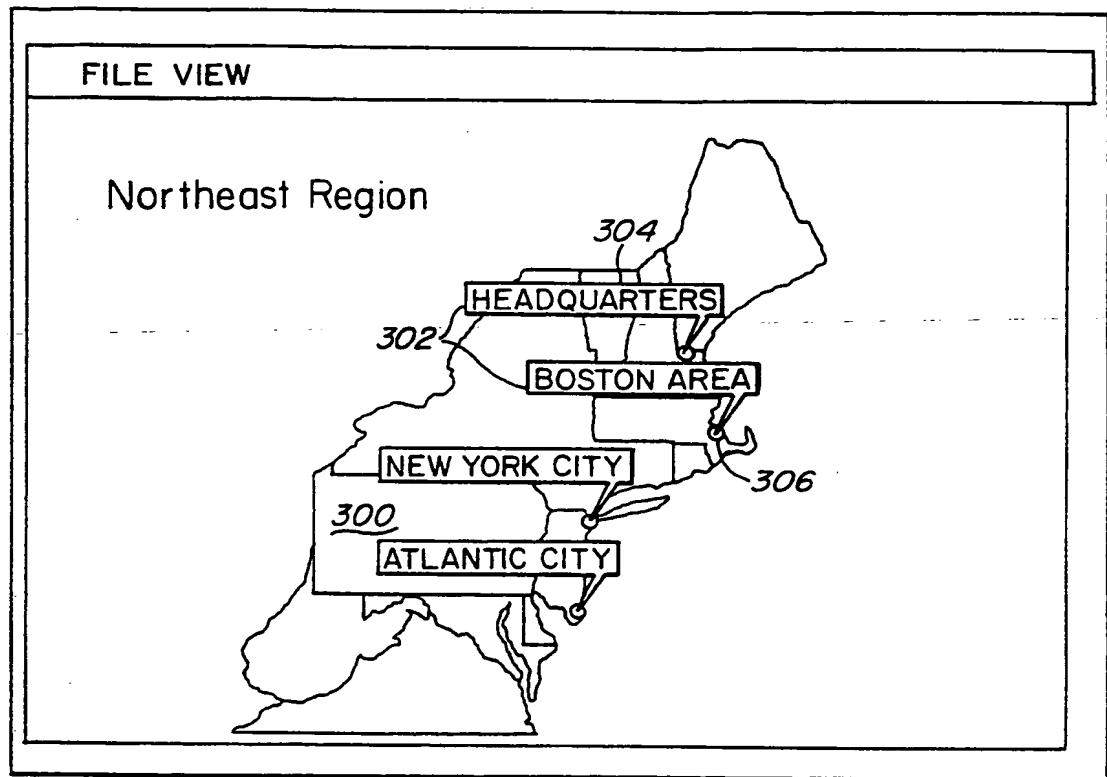 FILE VIEW
Northeast Region
304
HEADQUARTERS
302
BOSTON AREA
NEW YORK CITY
306
300
ATLANTIC CITY